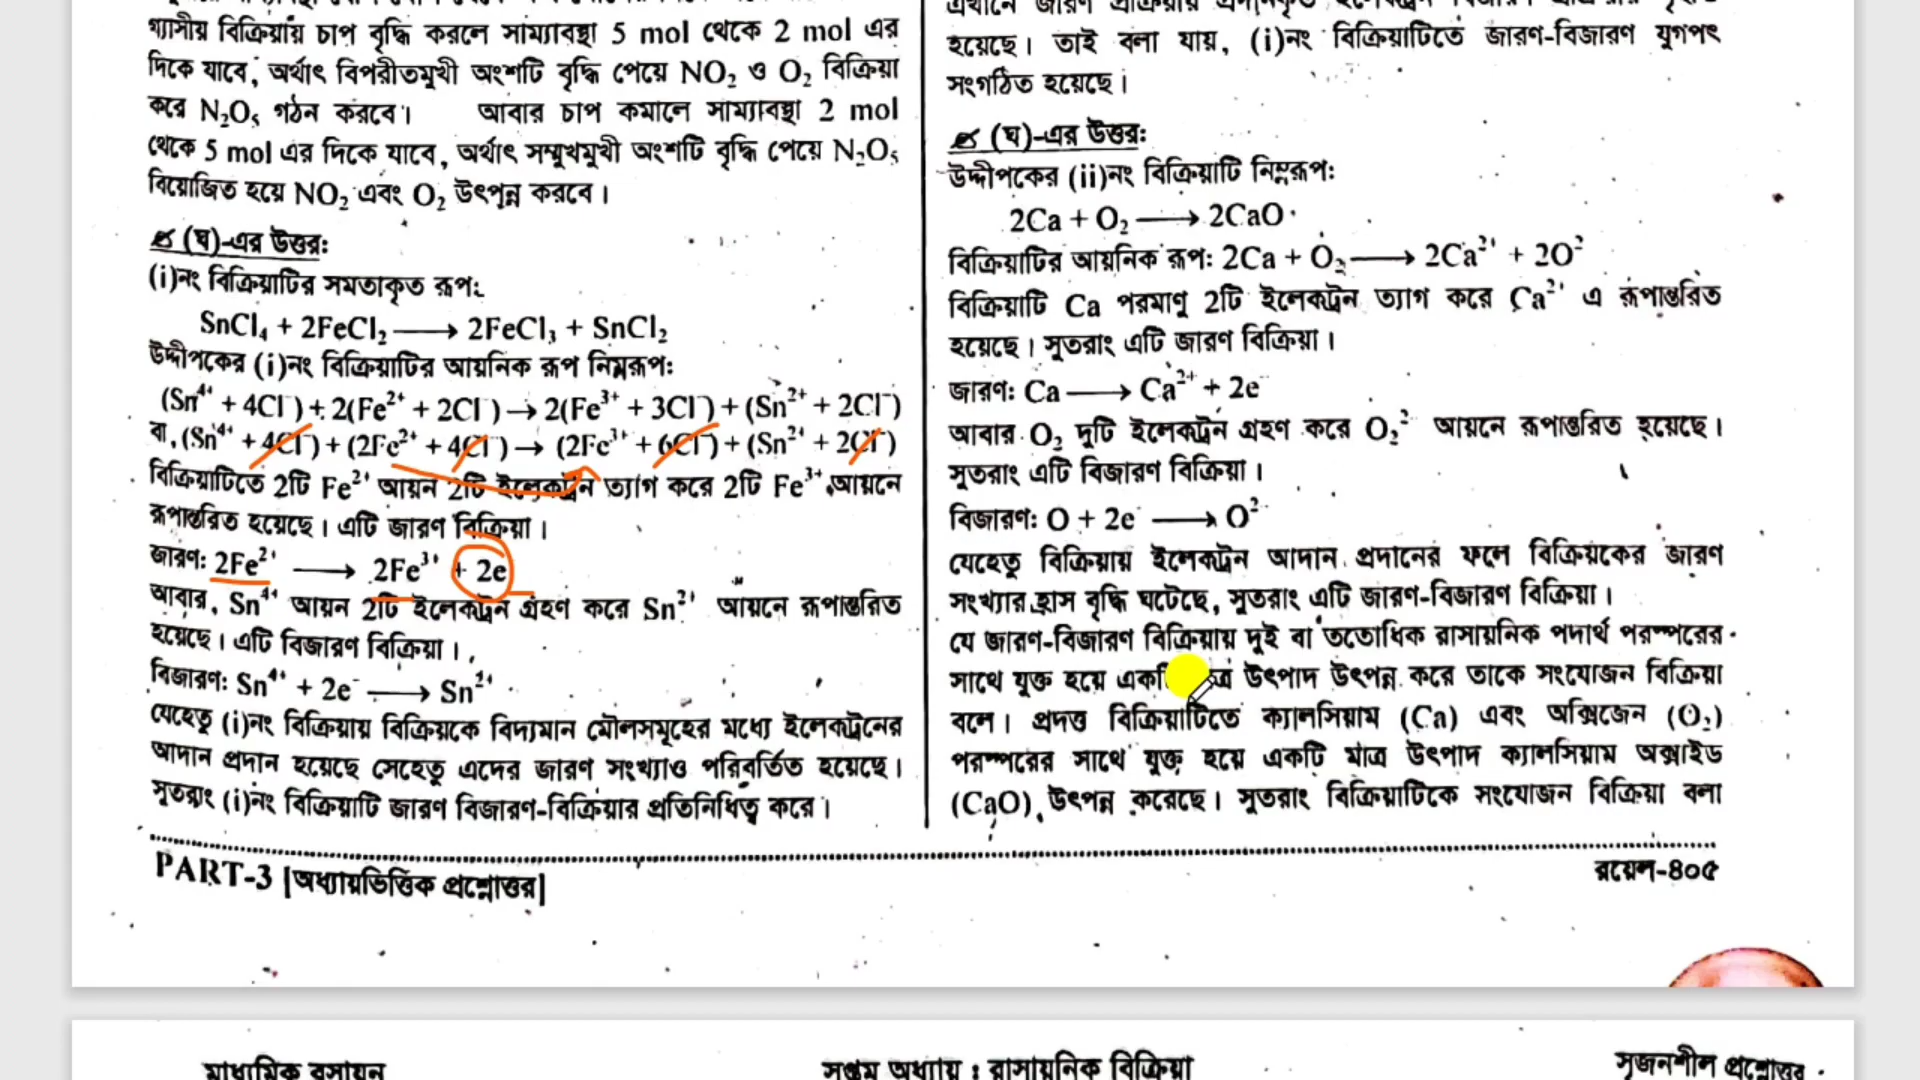 গ্যাসীয় বিক্রিয়ায় চাপ বৃদ্ধি করলে সাম্যাবস্থা 5 mol থেকে 2 mol এর
দিকে যাবে, অর্থাৎ বিপরীতমুখী অংশটি বৃদ্ধি পেয়ে NO₂ ও O₂ বিক্রিয়া
করে N₂O₅ গঠন করবে। আবার চাপ কমালে সাম্যাবস্থা 2 mol
থেকে 5 mol এর দিকে যাবে, অর্থাৎ সম্মুখমুখী অংশটি বৃদ্ধি পেয়ে N₂O₅
বিয়োজিত হয়ে NO₂ এবং O₂ উৎপন্ন করবে।
(ঘ)-এর উত্তর:
(i)নং বিক্রিয়াটির সমতাকৃত রূপ:
SnCl₄ + 2FeCl₂ ⟶ 2FeCl₃ + SnCl₂
উদ্দীপকের (i)নং বিক্রিয়াটির আয়নিক রূপ নিম্নরূপ:
(Sn⁴⁺ + 4Cl⁻) + 2(Fe²⁺ + 2Cl⁻) → 2(Fe³⁺ + 3Cl⁻) + (Sn²⁺ + 2Cl⁻)
বা, (Sn⁴⁺ + 4Cl⁻) + (2Fe²⁺ + 4Cl⁻) → (2Fe³⁺ + 6Cl⁻) + (Sn²⁺ + 2Cl⁻)
বিক্রিয়াটিতে 2টি Fe²⁺ আয়ন 2টি ইলেকট্রন ত্যাগ করে 2টি Fe³⁺ আয়নে
রূপান্তরিত হয়েছে। এটি জারণ বিক্রিয়া।
জারণ: 2Fe²⁺ ⟶ 2Fe³⁺ + 2e
আবার, Sn⁴⁺ আয়ন 2টি ইলেকট্রন গ্রহণ করে Sn²⁺ আয়নে রূপান্তরিত
হয়েছে। এটি বিজারণ বিক্রিয়া।
বিজারণ: Sn⁴⁺ + 2e⁻ ⟶ Sn²⁺
যেহেতু (i)নং বিক্রিয়ায় বিক্রিয়কে বিদ্যমান মৌলসমূহের মধ্যে ইলেকট্রনের
আদান প্রদান হয়েছে সেহেতু এদের জারণ সংখ্যাও পরিবর্তিত হয়েছে।
সুতরাং (i)নং বিক্রিয়াটি জারণ বিজারণ-বিক্রিয়ার প্রতিনিধিত্ব করে।
হয়েছে। তাই বলা যায়, (i)নং বিক্রিয়াটিতে জারণ-বিজারণ যুগপৎ
সংগঠিত হয়েছে।
(ঘ)-এর উত্তর:
উদ্দীপকের (ii)নং বিক্রিয়াটি নিম্নরূপ:
2Ca + O₂ ⟶ 2CaO
বিক্রিয়াটির আয়নিক রূপ: 2Ca + O₂ ⟶ 2Ca²⁺ + 2O²
বিক্রিয়াটি Ca পরমাণু 2টি ইলেকট্রন ত্যাগ করে Ca²⁺ এ রূপান্তরিত
হয়েছে। সুতরাং এটি জারণ বিক্রিয়া।
জারণ: Ca ⟶ Ca²⁺ + 2e
আবার O₂ দুটি ইলেকট্রন গ্রহণ করে O₂² আয়নে রূপান্তরিত হয়েছে।
সুতরাং এটি বিজারণ বিক্রিয়া।
বিজারণ: O + 2e ⟶ O²
যেহেতু বিক্রিয়ায় ইলেকট্রন আদান প্রদানের ফলে বিক্রিয়কের জারণ
সংখ্যার হ্রাস বৃদ্ধি ঘটেছে, সুতরাং এটি জারণ-বিজারণ বিক্রিয়া।
যে জারণ-বিজারণ বিক্রিয়ায় দুই বা ততোধিক রাসায়নিক পদার্থ পরস্পরের
সাথে যুক্ত হয়ে উৎপাদ উৎপন্ন করে তাকে সংযোজন বিক্রিয়া
বলে। প্রদত্ত বিক্রিয়াটিতে ক্যালসিয়াম (Ca) এবং অক্সিজেন (O₂)
পরস্পরের সাথে যুক্ত হয়ে একটি মাত্র উৎপাদ ক্যালসিয়াম অক্সাইড
(CaO) উৎপন্ন করেছে। সুতরাং বিক্রিয়াটিকে সংযোজন বিক্রিয়া বলা
PART-3 [অধ্যায়ভিত্তিক প্রশ্নোত্তর]
রয়েল-৪০৫
মাধ্যমিক রসায়ন
সপ্তম অধ্যায় : রাসায়নিক বিক্রিয়া
সৃজনশীল প্রশ্নোত্তর